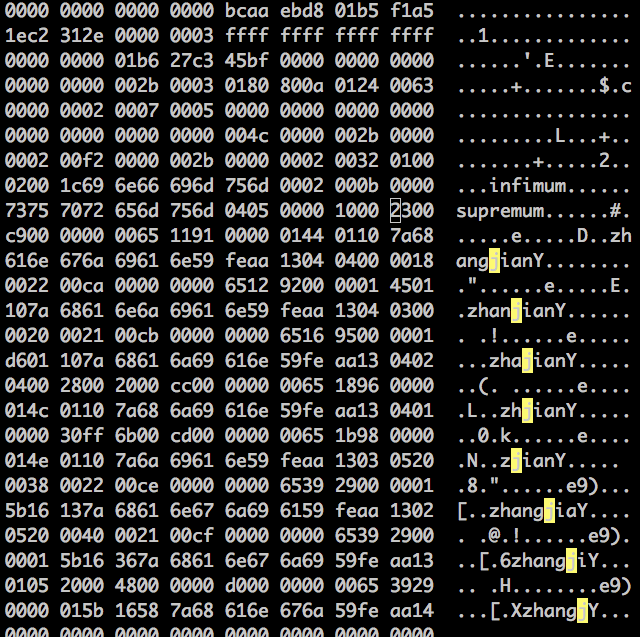 0000 0000 0000 0000 bcaa ebd8 01b5 f1a5  ................
1ec2 312e 0000 0003 ffff ffff ffff ffff  ..1.............
0000 0000 01b6 27c3 45bf 0000 0000 0000  ......'.E.......
0000 0000 002b 0003 0180 800a 0124 0063  .....+.......$.c
0000 0002 0007 0005 0000 0000 0000 0000  ................
0000 0000 0000 0000 004c 0000 002b 0000  .........L...+..
0002 00f2 0000 002b 0000 0002 0032 0100  .......+.....2..
0200 1c69 6e66 696d 756d 0002 000b 0000  ...infimum......
7375 7072 656d 756d 0405 0000 1000 2300  supremum......#.
c900 0000 0065 1191 0000 0144 0110 7a68  .....e.....D..zh
616e 676a 6961 6e59 feaa 1304 0400 0018  angjianY........
0022 00ca 0000 0000 6512 9200 0001 4501  ."......e.....E.
107a 6861 6e6a 6961 6e59 feaa 1304 0300  .zhanjianY......
0020 0021 00cb 0000 0000 6516 9500 0001  . .!......e.....
d601 107a 6861 6a69 616e 59fe aa13 0402  ...zhajianY.....
0400 2800 2000 cc00 0000 0065 1896 0000  ..(. ......e....
014c 0110 7a68 6a69 616e 59fe aa13 0401  .L..zhjianY.....
0000 30ff 6b00 cd00 0000 0065 1b98 0000  ..0.k......e....
014e 0110 7a6a 6961 6e59 feaa 1303 0520  .N..zjianY.....
0038 0022 00ce 0000 0000 6539 2900 0001  .8."......e9)...
5b16 137a 6861 6e67 6a69 6159 feaa 1302  [..zhangjiaY....
0520 0040 0021 00cf 0000 0000 6539 2900  . .@.!......e9).
0001 5b16 367a 6861 6e67 6a69 59fe aa13  ..[.6zhangjiY...
0105 2000 4800 0000 d000 0000 0065 3929  .. .H........e9)
0000 015b 1658 7a68 616e 676a 59fe aa14  ...[.XzhangjY...
0000 0000 0000 0000 0000 0000 0000 0000  ................